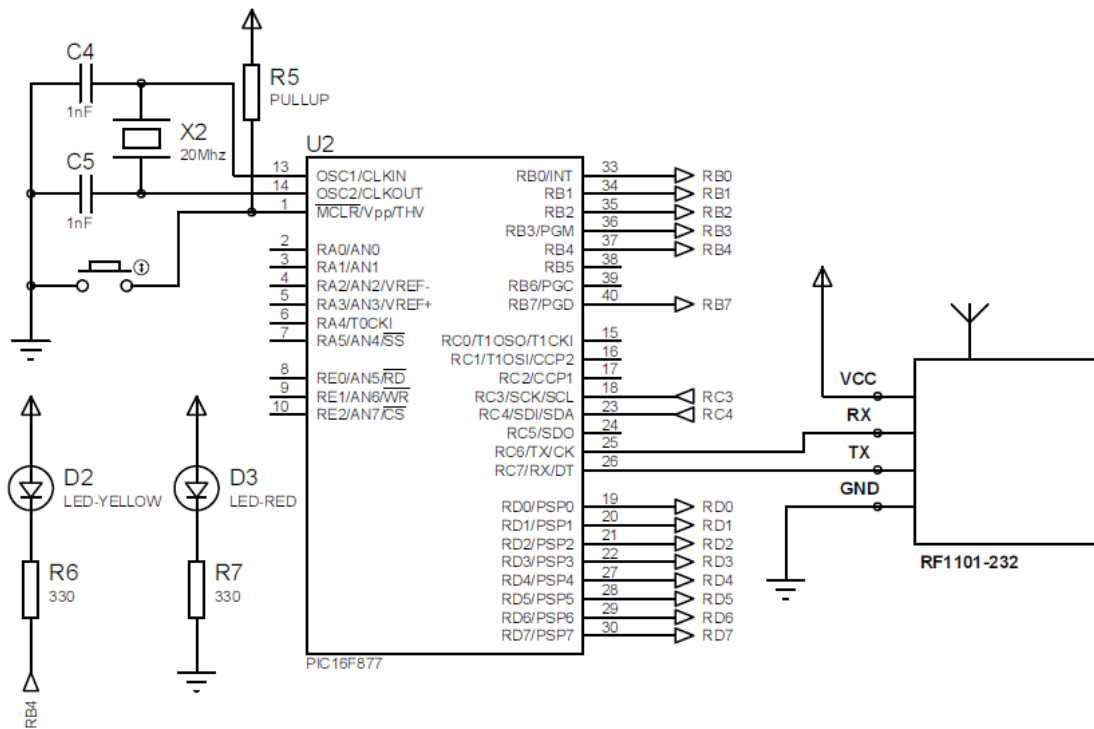 C4
1nF
R5
PULLUP
X2
20Mhz
C5
1nF
U2
13 OSC1/CLKIN
14 OSC2/CLKOUT
1 MCLR/Vpp/THV
2 RA0/AN0
3 RA1/AN1
4 RA2/AN2/VREF-
5 RA3/AN3/VREF+
6 RA4/T0CKI
7 RA5/AN4/SS
8 RE0/AN5/RD
9 RE1/AN6/WR
10 RE2/AN7/CS
RB0/INT 33 RB0
RB1 34 RB1
RB2 35 RB2
RB3/PGM 36 RB3
RB4 37 RB4
RB5 38
RB6/PGC 39
RB7/PGD 40 RB7
RC0/T1OSO/T1CKI 15
RC1/T1OSI/CCP2 16
RC2/CCP1 17
RC3/SCK/SCL 18 RC3
RC4/SDI/SDA 23 RC4
RC5/SDO 24
RC6/TX/CK 25
RC7/RX/DT 26
RD0/PSP0 19 RD0
RD1/PSP1 20 RD1
RD2/PSP2 21 RD2
RD3/PSP3 22 RD3
RD4/PSP4 27 RD4
RD5/PSP5 28 RD5
RD6/PSP6 29 RD6
RD7/PSP7 30 RD7
PIC16F877
VCC
RX
TX
GND
RF1101-232
D2
LED-YELLOW
D3
LED-RED
R6
330
R7
330
RB4